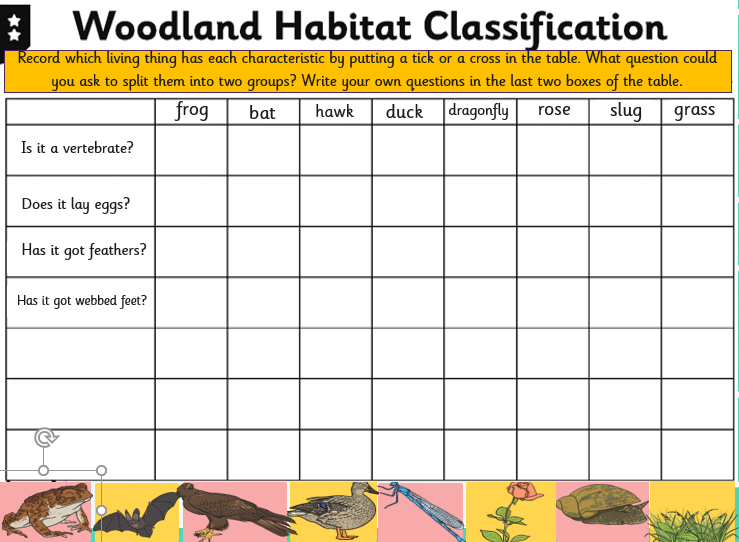 Woodland Habitat Classification
Record which living thing has each characteristic by putting a tick or a cross in the table. What question could
you ask to split them into two groups? Write your own questions in the last two boxes of the table.
frog bat hawk duck dragonfly rose slug grass
Is it a vertebrate?
Does it lay eggs?
Has it got feathers?
Has it got webbed feet?